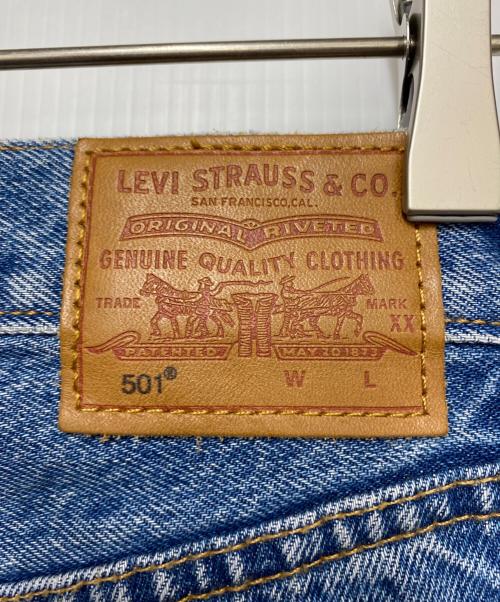 LEVI STRAUSS & CO.
SAN FRANCISCO, CAL.
ORIGINAL RIVETED
GENUINE QUALITY CLOTHING
TRADE MARK
XX
PATENTED MAY 20 1873
501® W L